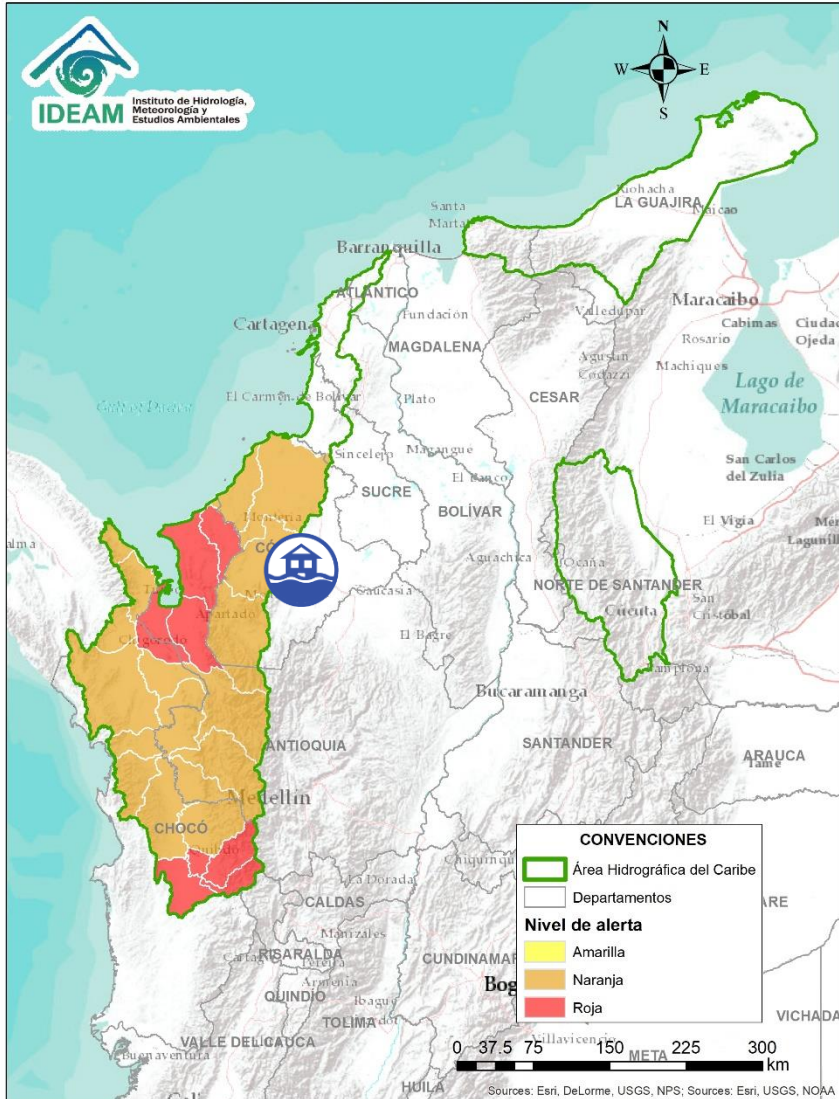 IDEAM
Instituto de Hidrología,
Meteorología y
Estudios Ambientales
N
W
E
S
Riohacha
LA GUAJIRA
Maicao
Santa
Marta
Barranquilla
ATLÁNTICO
Fundación
Valledupar
Maracaibo
Cabimas
Ciudad
Ojeda
Rosario
Cartagena
MAGDALENA
Agustín
Codazzi
Machiques
Lago de
Maracaibo
El Carmen de Bolívar
Plato
CESAR
Sincelejo
Magangue
San Carlos
del Zulia
SUCRE
El Banco
BOLÍVAR
El Vigía
Montería
Aguachica
Ocaña
NORTE DE SANTANDER
Caucasia
Cúcuta
San
Cristóbal
Apartado
El Bagre
Chigorodó
Pamplona
Bucaramanga
ANTIOQUIA
SANTANDER
ARAUCA
Tame
Medellín
CHOCÓ
Quibdó
La Dorada
CALDAS
Manizales
RISARALDA
Pereira
Armenia
QUINDÍO
Ibague
TOLIMA
VICHADA
Villavicencio
VALLE DEL CAUCA
Buenaventura
META
HUILA
CONVENCIONES
Área Hidrográfica del Caribe
Departamentos
Nivel de alerta
Amarilla
Naranja
Roja
0 37.5 75 150 225 300
km
Sources: Esri, DeLorme, USGS, NPS; Sources: Esri, USGS, NOAA